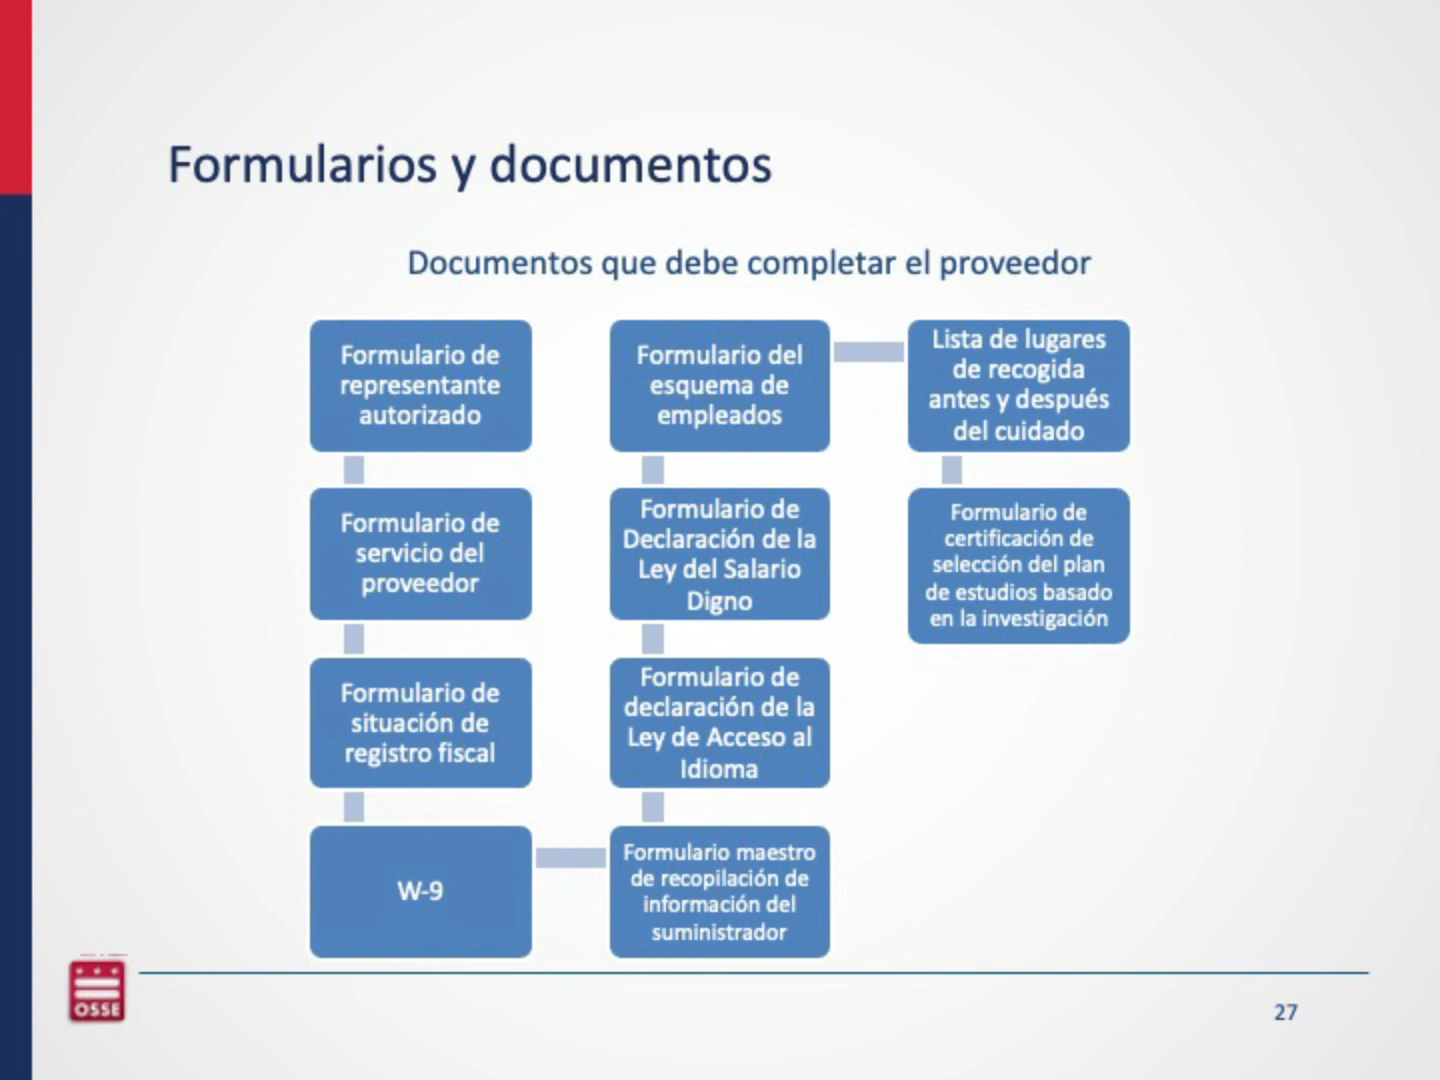 Formularios y documentos
Documentos que debe completar el proveedor
Formulario de
representante
autorizado
Formulario de
servicio del
proveedor
Formulario de
situación de
registro fiscal
W-9
Formulario maestro
de recopilación de
información del
suministrador
Formulario de
declaración de la
Ley de Acceso al
Idioma
Formulario de
Declaración de la
Ley del Salario
Digno
Formulario del
esquema de
empleados
Lista de lugares
de recogida
antes y después
del cuidado
Formulario de
certificación de
selección del plan
de estudios basado
en la investigación
OSSE
27